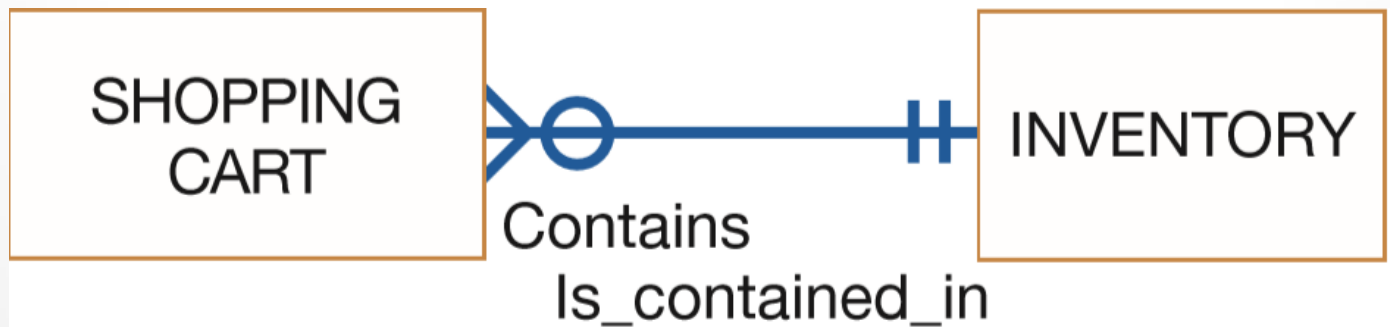 SHOPPING
CART
INVENTORY
Contains
Is_contained_in